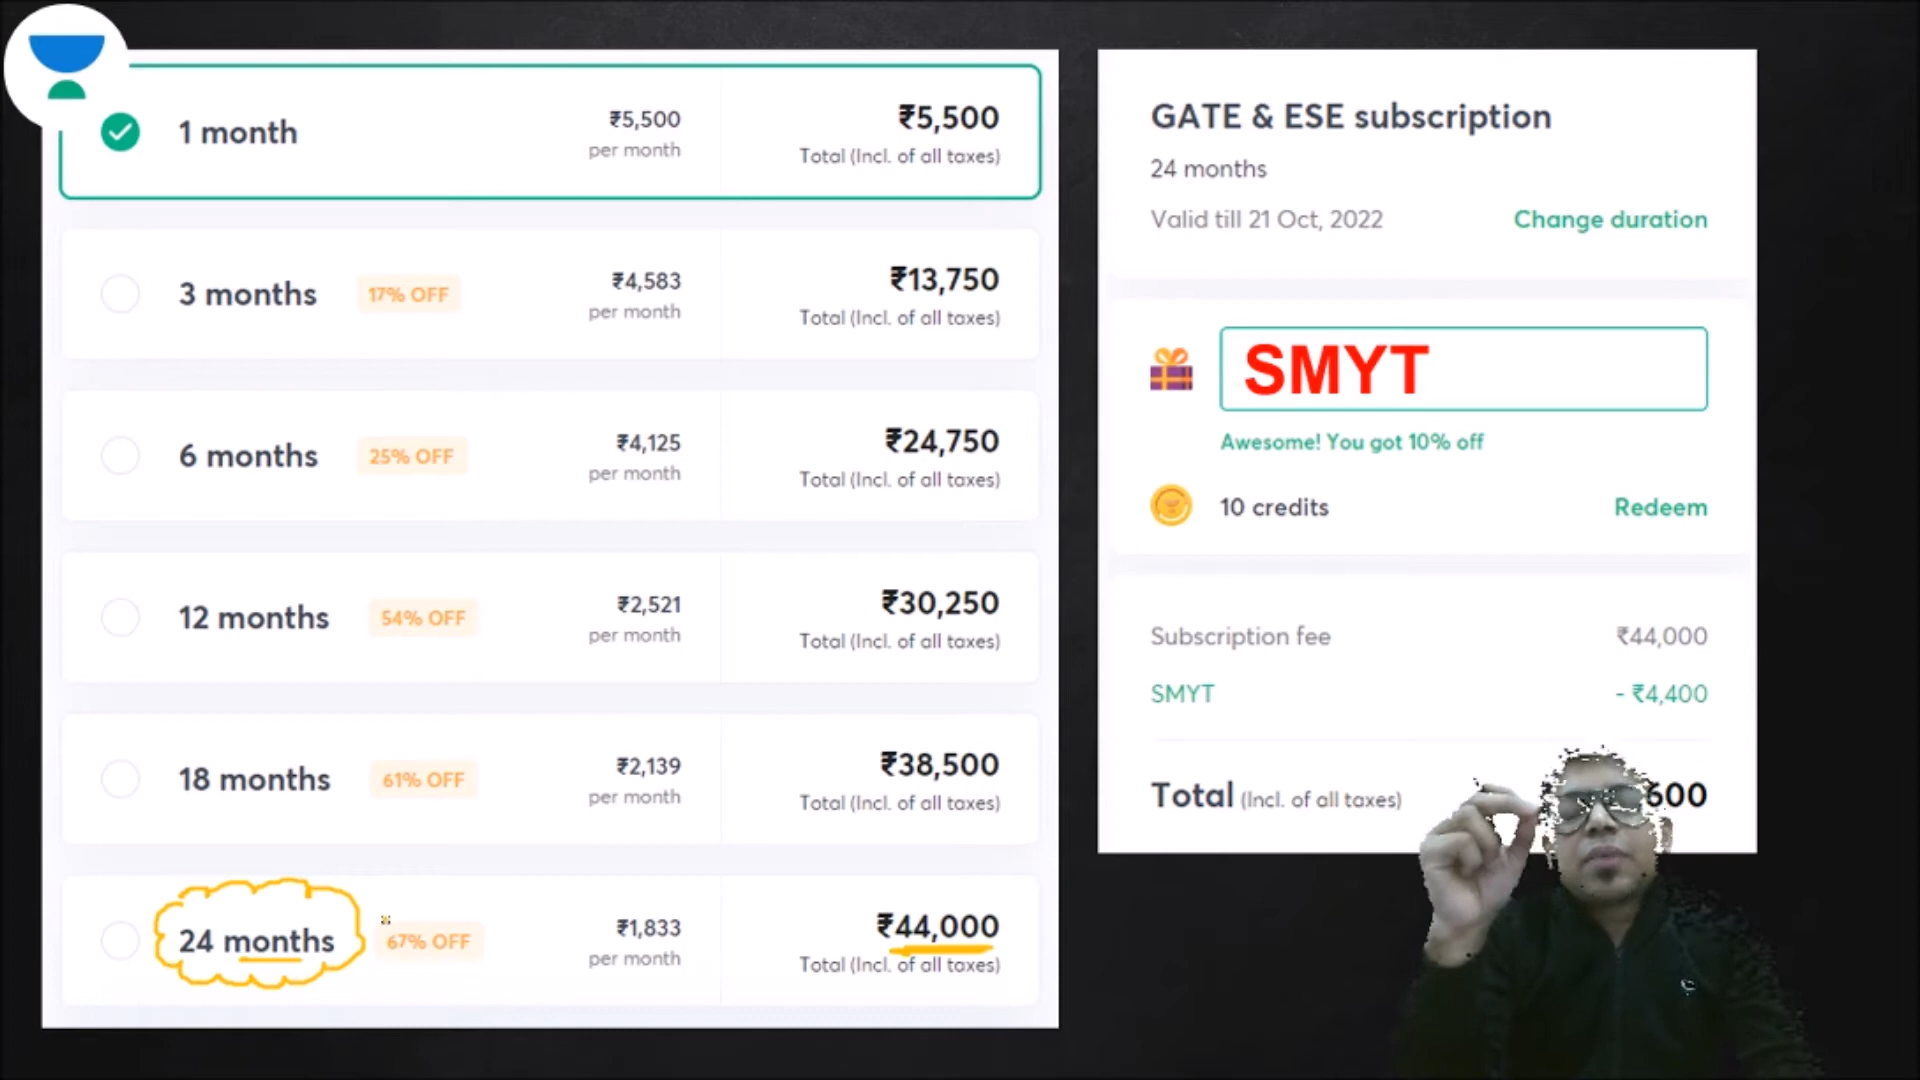 1 month
₹5,500
per month
₹5,500
Total (Incl. of all taxes)
3 months
17% OFF
₹4,583
per month
₹13,750
Total (Incl. of all taxes)
6 months
25% OFF
₹4,125
per month
₹24,750
Total (Incl. of all taxes)
12 months
54% OFF
₹2,521
per month
₹30,250
Total (Incl. of all taxes)
18 months
61% OFF
₹2,139
per month
₹38,500
Total (Incl. of all taxes)
24 months
67% OFF
₹1,833
per month
₹44,000
Total (Incl. of all taxes)
GATE & ESE subscription
24 months
Valid till 21 Oct, 2022
Change duration
SMYT
Awesome! You got 10% off
10 credits
Redeem
Subscription fee
₹44,000
SMYT
- ₹4,400
Total (Incl. of all taxes)
600